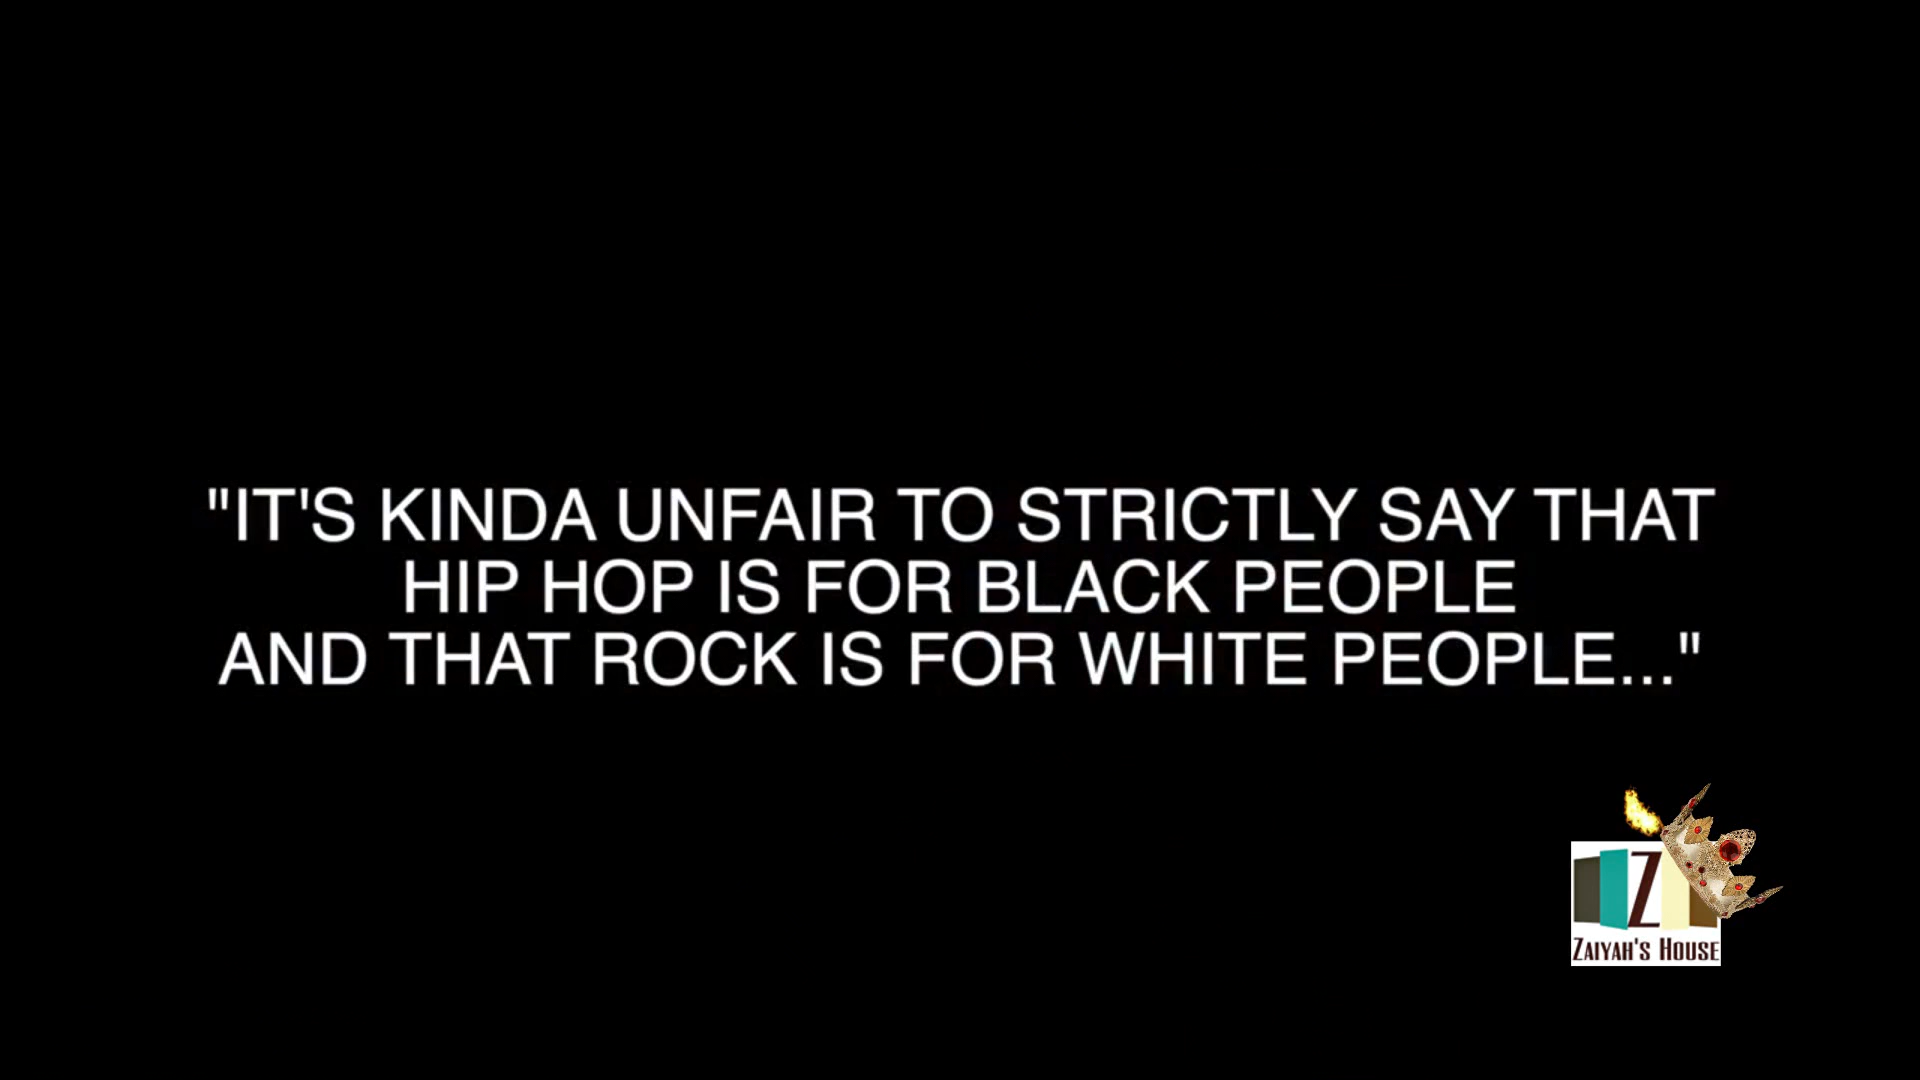 "IT'S KINDA UNFAIR TO STRICTLY SAY THAT
HIP HOP IS FOR BLACK PEOPLE
AND THAT ROCK IS FOR WHITE PEOPLE..."
Z
ZAIYAH'S HOUSE